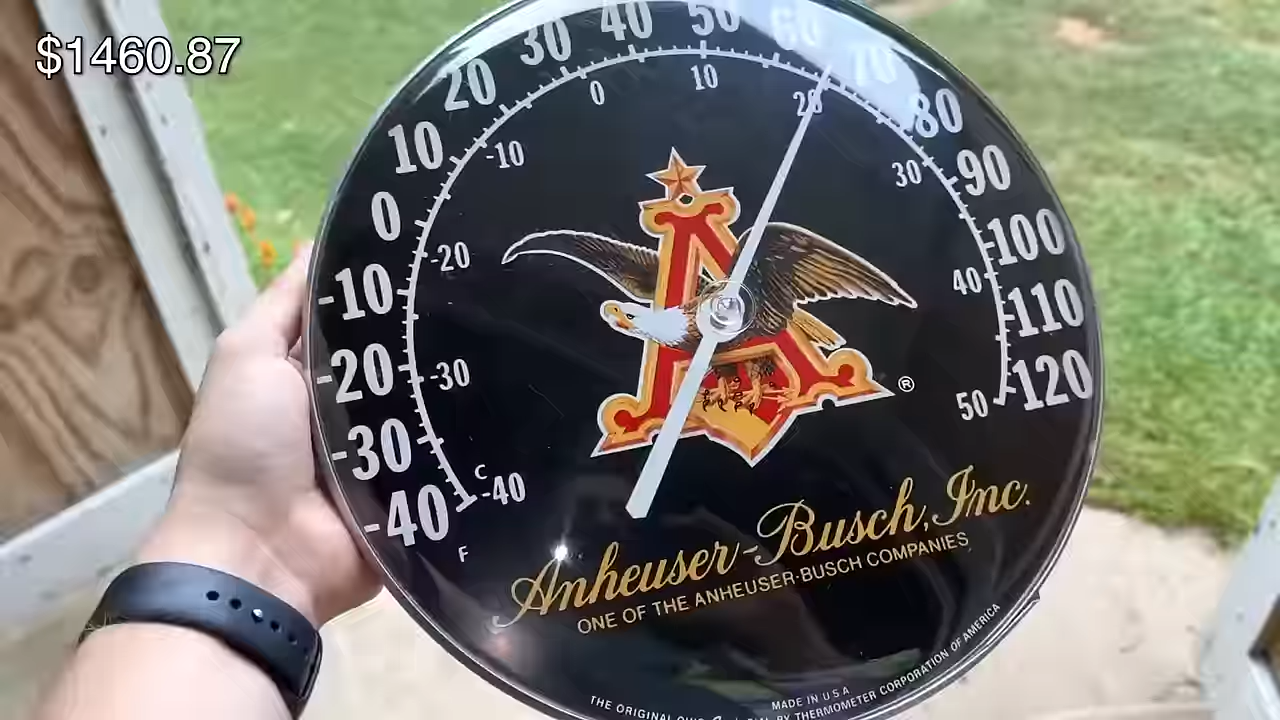 $1460.87
-40 -30 -20 -10 0 10 20 30 40 50 60 70 80 90 100 110 120
F
-40 -30 -20 -10 0 10 20 30 40 50
C
A
®
Anheuser-Busch, Inc.
ONE OF THE ANHEUSER-BUSCH COMPANIES
MADE IN U.S.A
THE ORIGINAL
BY THERMOMETER CORPORATION OF AMERICA